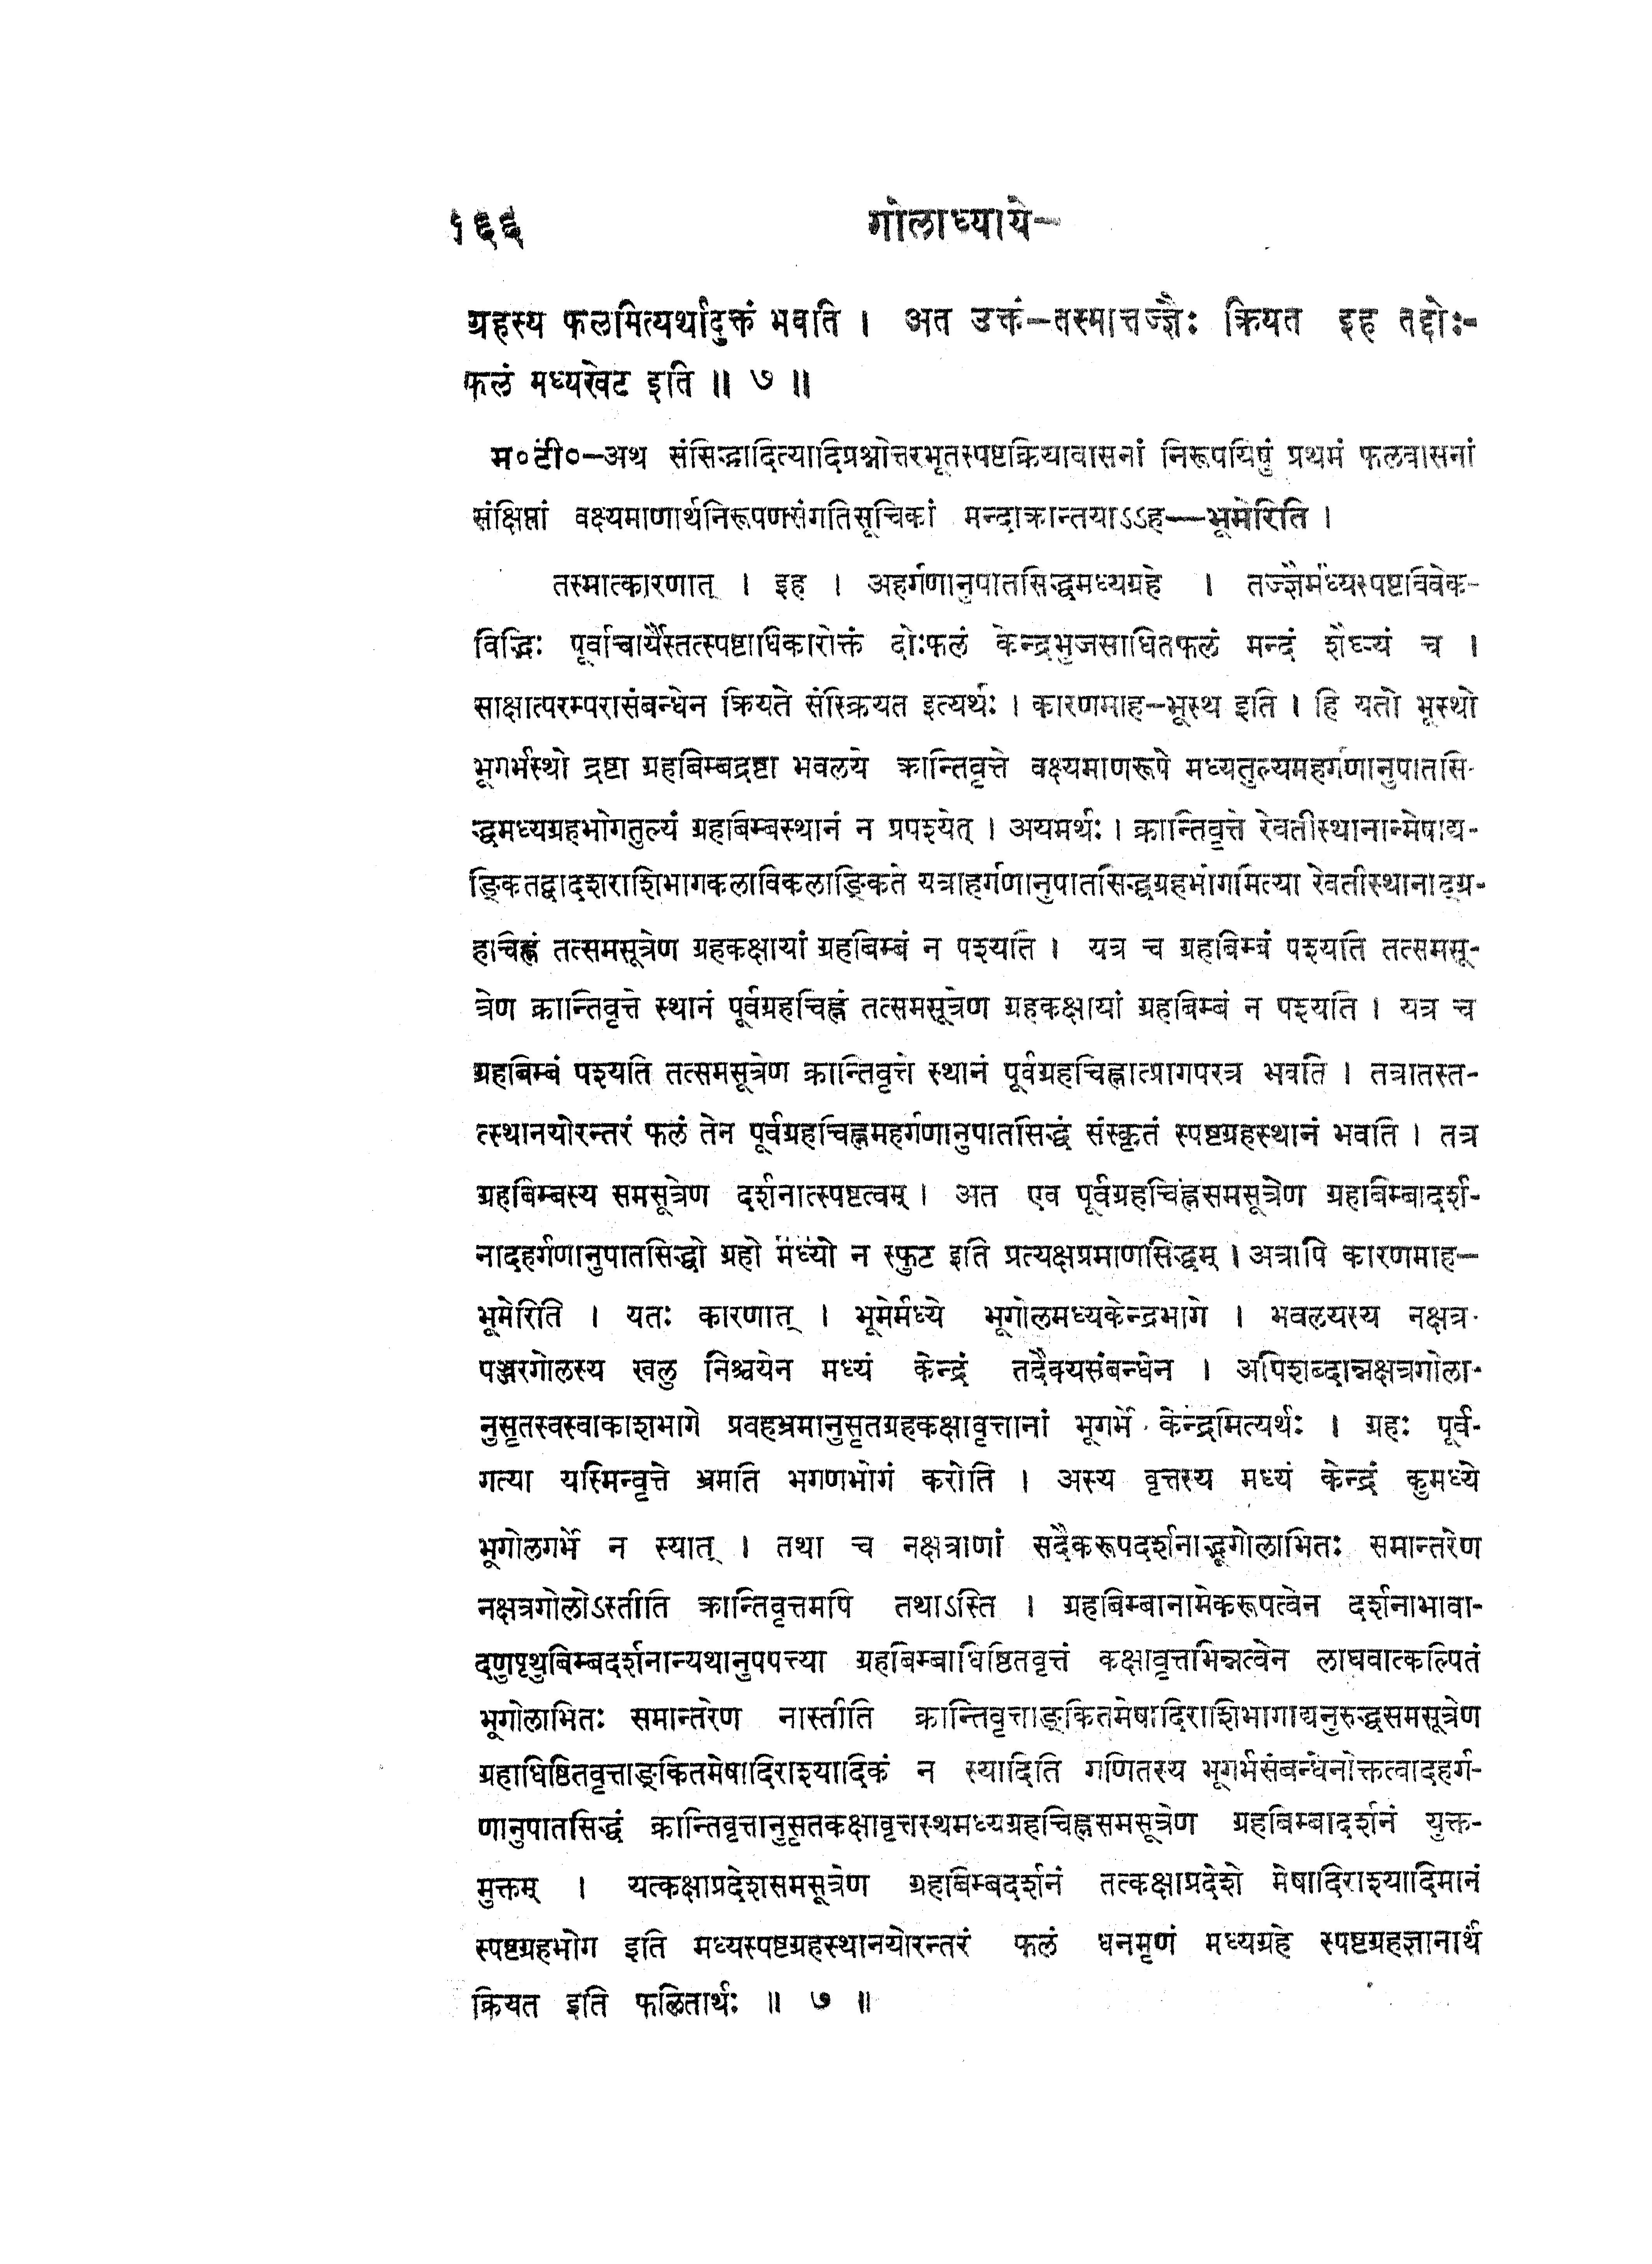 १६६ गोलाध्याये-
ग्रहस्य फलमित्यर्थादुक्तं भवति । अत उक्तं-तस्मात्तज्ज्ञैः क्रियत इह तद्दोः-
फलं मध्यखेट इति ॥ ७ ॥
म०टी०-अथ संसिद्धादित्यादिप्रश्नोत्तरभूतस्पष्टक्रियावासनां निरूपयिषुं प्रथमं फलवासनां
संक्षिप्तां वक्ष्यमाणार्थनिरूपणसंगतिसूचिकां मन्दाक्रान्तयाऽऽह—भूमेरिति ।
तस्मात्कारणात् । इह । अहर्गणानुपातसिद्धमध्यग्रहे । तज्ज्ञैर्मध्यस्पष्टविवेक-
विद्भिः पूर्वाचार्यैस्तत्स्पष्टाधिकारोक्तं दोःफलं केन्द्रभुजसाधितफलं मन्दं शैघ्र्यं च ।
साक्षात्परम्परासंबन्धेन क्रियते संस्क्रियत इत्यर्थः । कारणमाह-भूस्थ इति । हि यतो भूस्थो
भूगर्भस्थो द्रष्टा ग्रहबिम्बद्रष्टा भवलये क्रान्तिवृत्ते वक्ष्यमाणरूपे मध्यतुल्यमहर्गणानुपातसि-
द्धमध्यग्रहभोगतुल्यं ग्रहबिम्बस्थानं न प्रपश्येत् । अयमर्थः । क्रान्तिवृत्ते रेवतीस्थानान्मेषाद्य-
ङ्कितद्वादशराशिभागकलाविकलाङ्किते यत्राहर्गणानुपातसिद्धग्रहभोगमित्या रेवतीस्थानाद्ग्र-
हचिह्नं तत्समसूत्रेण ग्रहकक्षायां ग्रहबिम्बं न पश्यति । यत्र च ग्रहबिम्बं पश्यति तत्समसू-
त्रेण क्रान्तिवृत्ते स्थानं पूर्वग्रहचिह्नं तत्समसूत्रेण ग्रहकक्षायां ग्रहबिम्बं न पश्यति । यत्र च
ग्रहबिम्बं पश्यति तत्समसूत्रेण क्रान्तिवृत्ते स्थानं पूर्वग्रहचिह्नात्प्रागपरत्र भवति । तत्रातस्त-
त्स्थानयोरन्तरं फलं तेन पूर्वग्रहचिह्नमहर्गणानुपातसिद्धं संस्कृतं स्पष्टग्रहस्थानं भवति । तत्र
ग्रहबिम्बस्य समसूत्रेण दर्शनात्स्पष्टत्वम् । अत एव पूर्वग्रहचिह्नसमसूत्रेण ग्रहबिम्बादर्श-
नादहर्गणानुपातसिद्धो ग्रहो मध्यो न स्फुट इति प्रत्यक्षप्रमाणसिद्धम् । अत्रापि कारणमाह—
भूमेरिति । यतः कारणात् । भूमेर्मध्ये भूगोलमध्यकेन्द्रभागे । भवलयस्य नक्षत्र-
पञ्जरगोलस्य खलु निश्चयेन मध्यं केन्द्रं तदैक्यसंबन्धेन । अपिशब्दान्नक्षत्रगोला-
नुसृतस्वस्वाकाशभागे प्रवहभ्रमानुसृतग्रहकक्षावृत्तानां भूगर्भे केन्द्रमित्यर्थः । ग्रहः पूर्व-
गत्या यस्मिन्वृत्ते भ्रमति भगणभोगं करोति । अस्य वृत्तस्य मध्यं केन्द्रं कुमध्ये
भूगोलगर्भे न स्यात् । तथा च नक्षत्राणां सदैकरूपदर्शनाद्भूगोलाभितः समान्तरेण
नक्षत्रगोलोऽस्तीति क्रान्तिवृत्तमपि तथाऽस्ति । ग्रहबिम्बानामेकरूपत्वेन दर्शनाभावा-
दणुपृथुबिम्बदर्शनान्यथानुपपत्त्या ग्रहबिम्बाधिष्ठितवृत्तं कक्षावृत्तभिन्नत्वेन लाघवात्कल्पितं
भूगोलाभितः समान्तरेण नास्तीति क्रान्तिवृत्ताङ्कितमेषादिराशिभागाद्यनुरुद्धसमसूत्रेण
ग्रहाधिष्ठितवृत्ताङ्कितमेषादिराश्यादिकं न स्यादिति गणितस्य भूगर्भसंबन्धेनोक्तत्वादहर्ग-
णानुपातसिद्धं क्रान्तिवृत्तानुसृतकक्षावृत्तस्थमध्यग्रहचिह्नसमसूत्रेण ग्रहबिम्बादर्शनं युक्त-
मुक्तम् । यत्कक्षाप्रदेशसमसूत्रेण ग्रहबिम्बदर्शनं तत्कक्षाप्रदेशे मेषादिराश्यादिमानं
स्पष्टग्रहभोग इति मध्यस्पष्टग्रहस्थानयोरन्तरं फलं धनमृणं मध्यग्रहे स्पष्टग्रहज्ञानार्थं
क्रियत इति फलितार्थः ॥ ७ ॥